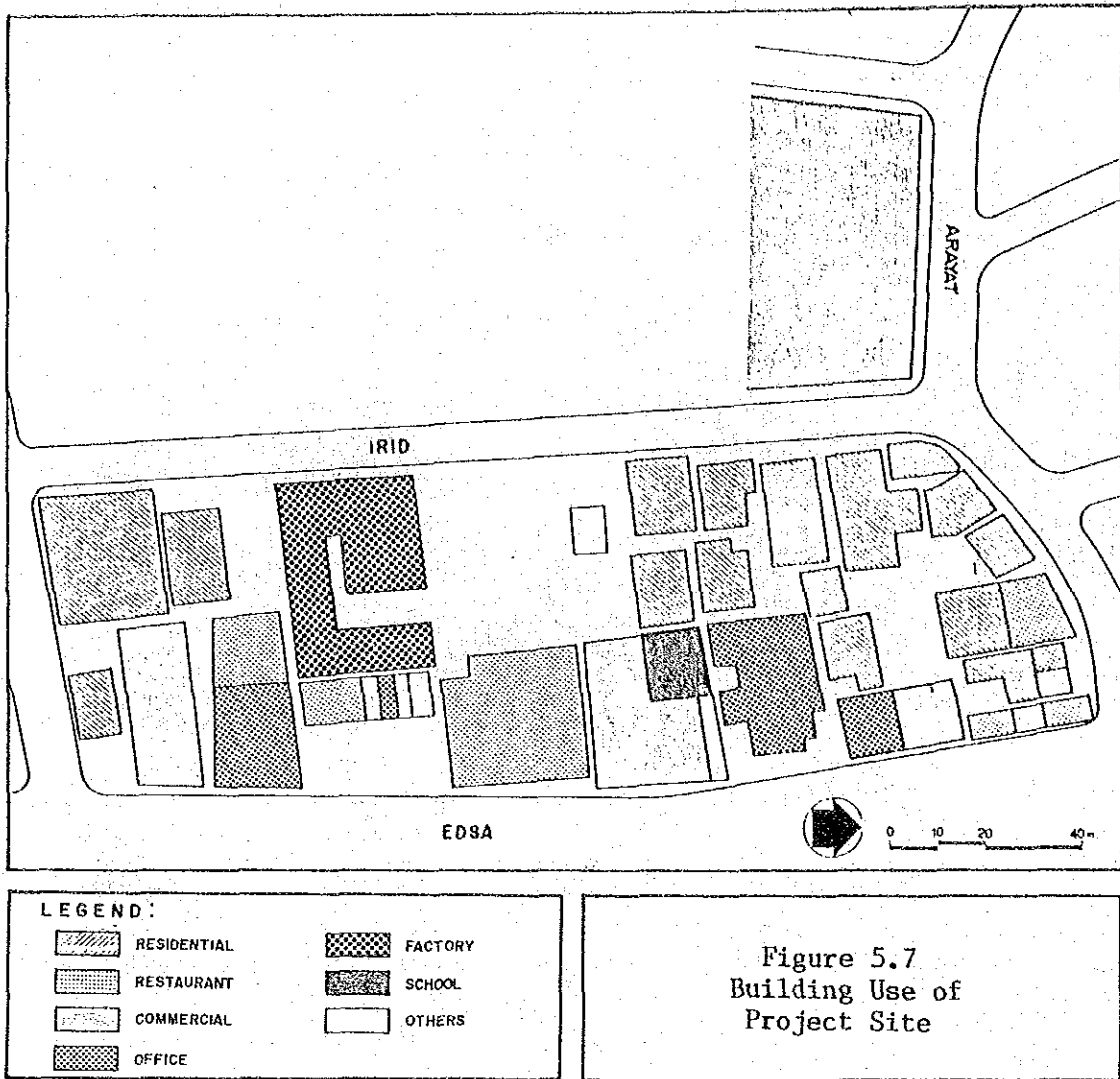 ARAYAT
IRID
EDSA
0 10 20 40 m
LEGEND:
RESIDENTIAL
RESTAURANT
COMMERCIAL
OFFICE
FACTORY
SCHOOL
OTHERS
Figure 5.7
Building Use of
Project Site